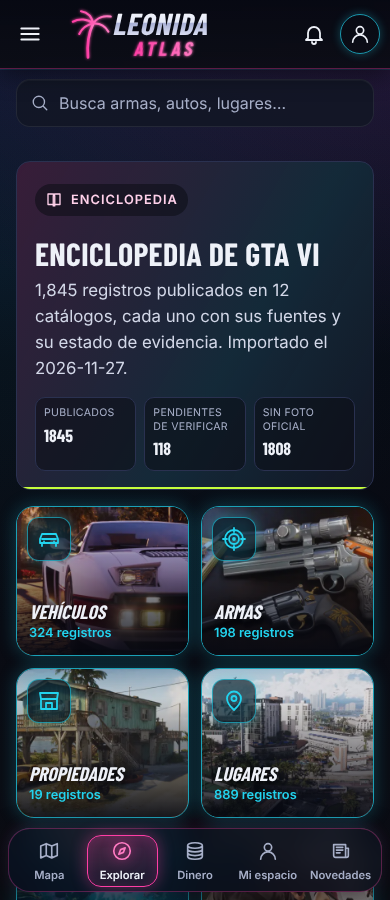 LEONIDA
ATLAS
Busca armas, autos, lugares...
ENCICLOPEDIA
ENCICLOPEDIA DE GTA VI
1,845 registros publicados en 12
catálogos, cada uno con sus fuentes y
su estado de evidencia. Importado el
2026-11-27.
PUBLICADOS
1845
PENDIENTES
DE VERIFICAR
118
SIN FOTO
OFICIAL
1808
VEHÍCULOS
324 registros
ARMAS
198 registros
PROPIEDADES
19 registros
LUGARES
889 registros
Mapa
Explorar
Dinero
Mi espacio
Novedades